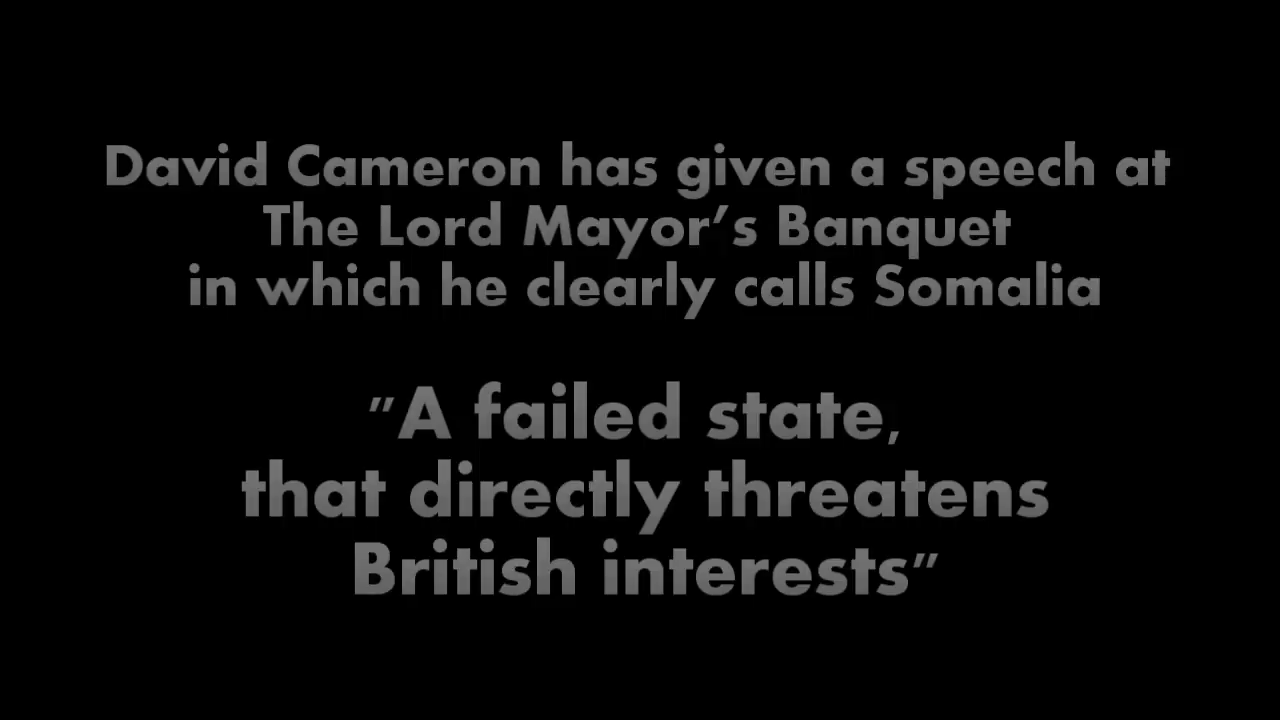 David Cameron has given a speech at
The Lord Mayor’s Banquet
in which he clearly calls Somalia
"A failed state,
that directly threatens
British interests”